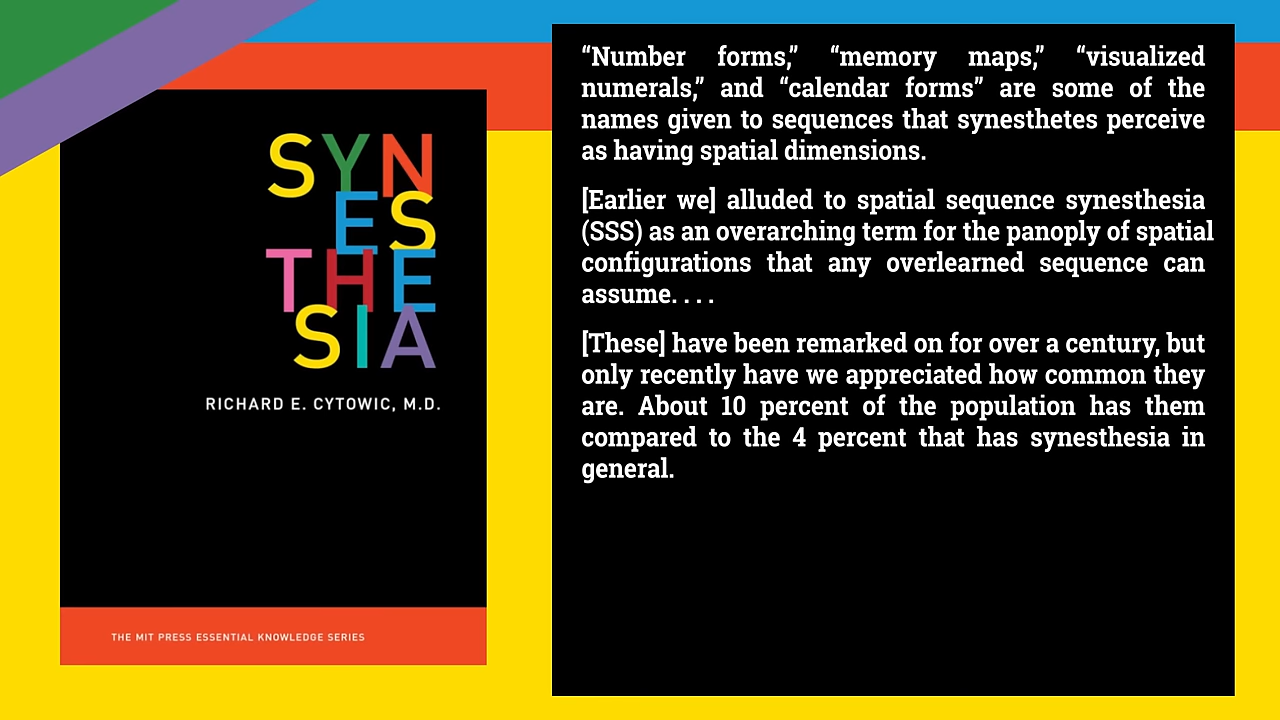 SYN
ES
THE
SIA
RICHARD E. CYTOWIC, M.D.
THE MIT PRESS ESSENTIAL KNOWLEDGE SERIES
“Number forms,” “memory maps,” “visualized
numerals,” and “calendar forms” are some of the
names given to sequences that synesthetes perceive
as having spatial dimensions.
[Earlier we] alluded to spatial sequence synesthesia
(SSS) as an overarching term for the panoply of spatial
configurations that any overlearned sequence can
assume. . . .
[These] have been remarked on for over a century, but
only recently have we appreciated how common they
are. About 10 percent of the population has them
compared to the 4 percent that has synesthesia in
general.